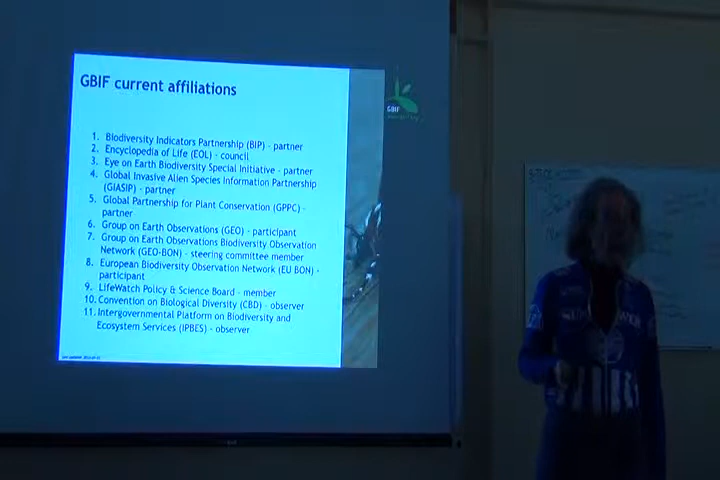 GBIF current affiliations
GBIF
1. Biodiversity Indicators Partnership (BIP) - partner
2. Encyclopedia of Life (EOL) - council
3. Eye on Earth Biodiversity Special Initiative - partner
4. Global Invasive Alien Species Information Partnership
(GIASIP) - partner
5. Global Partnership for Plant Conservation (GPPC) -
partner
6. Group on Earth Observations (GEO) - participant
7. Group on Earth Observations Biodiversity Observation
Network (GEO-BON) - steering committee member
8. European Biodiversity Observation Network (EU BON) -
participant
9. LifeWatch Policy & Science Board - member
10. Convention on Biological Diversity (CBD) - observer
11. Intergovernmental Platform on Biodiversity and
Ecosystem Services (IPBES) - observer